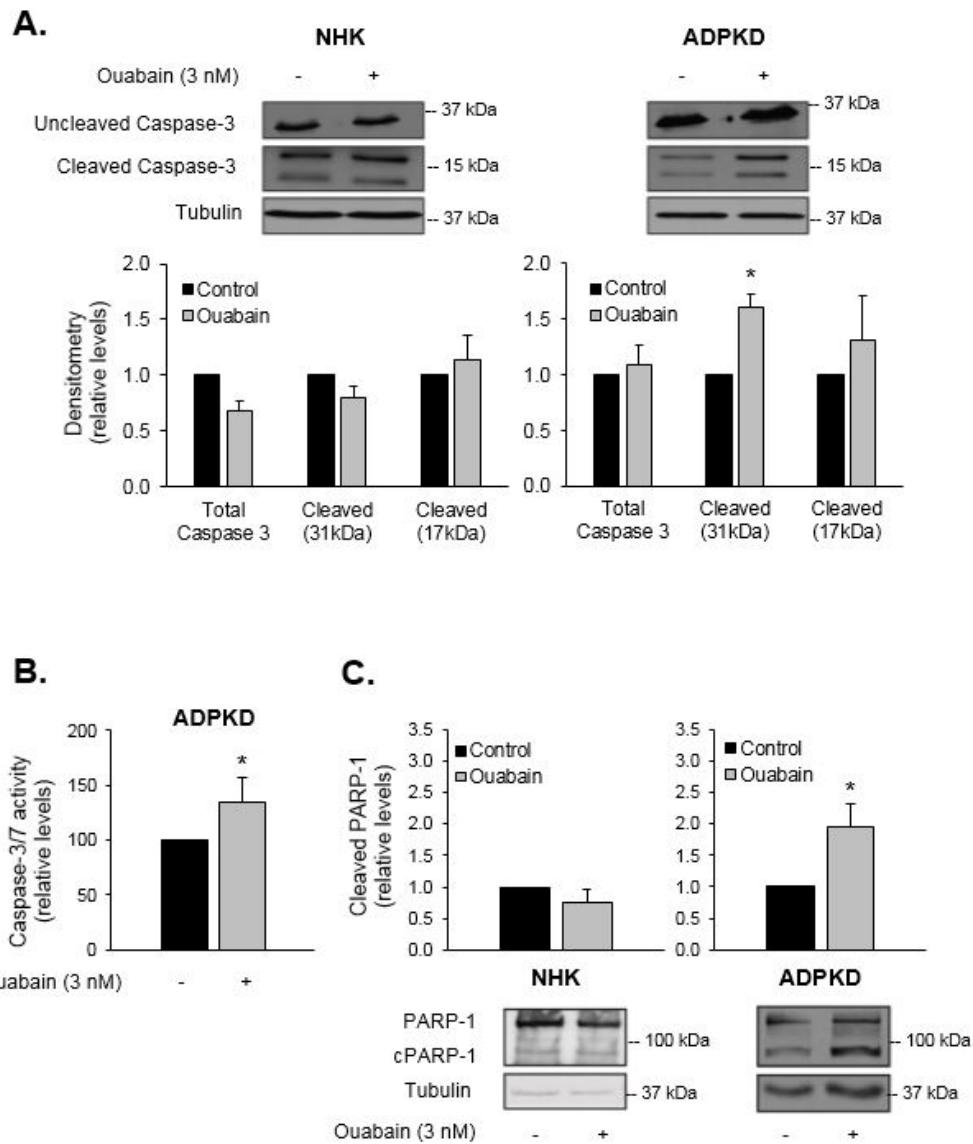 A.
NHK
ADPKD
Ouabain (3 nM) - + - +
Uncleaved Caspase-3
-- 37 kDa
-- 37 kDa
Cleaved Caspase-3
-- 15 kDa
-- 15 kDa
Tubulin
-- 37 kDa
-- 37 kDa
Densitometry
(relative levels)
2.0
1.5
1.0
0.5
0.0
Control
Ouabain
Total
Caspase 3
Cleaved
(31kDa)
Cleaved
(17kDa)
2.0
1.5
1.0
0.5
0.0
Control
Ouabain
*
Total
Caspase 3
Cleaved
(31kDa)
Cleaved
(17kDa)
B.
ADPKD
Caspase-3/7 activity
(relative levels)
200
150
100
50
0
*
uabain (3 nM) - +
C.
Cleaved PARP-1
(relative levels)
3.5
3.0
2.5
2.0
1.5
1.0
0.5
0.0
Control
Ouabain
3.5
3.0
2.5
2.0
1.5
1.0
0.5
0.0
Control
Ouabain
*
NHK
ADPKD
PARP-1
-- 100 kDa
-- 100 kDa
cPARP-1
Tubulin
-- 37 kDa
-- 37 kDa
Ouabain (3 nM) - + - +